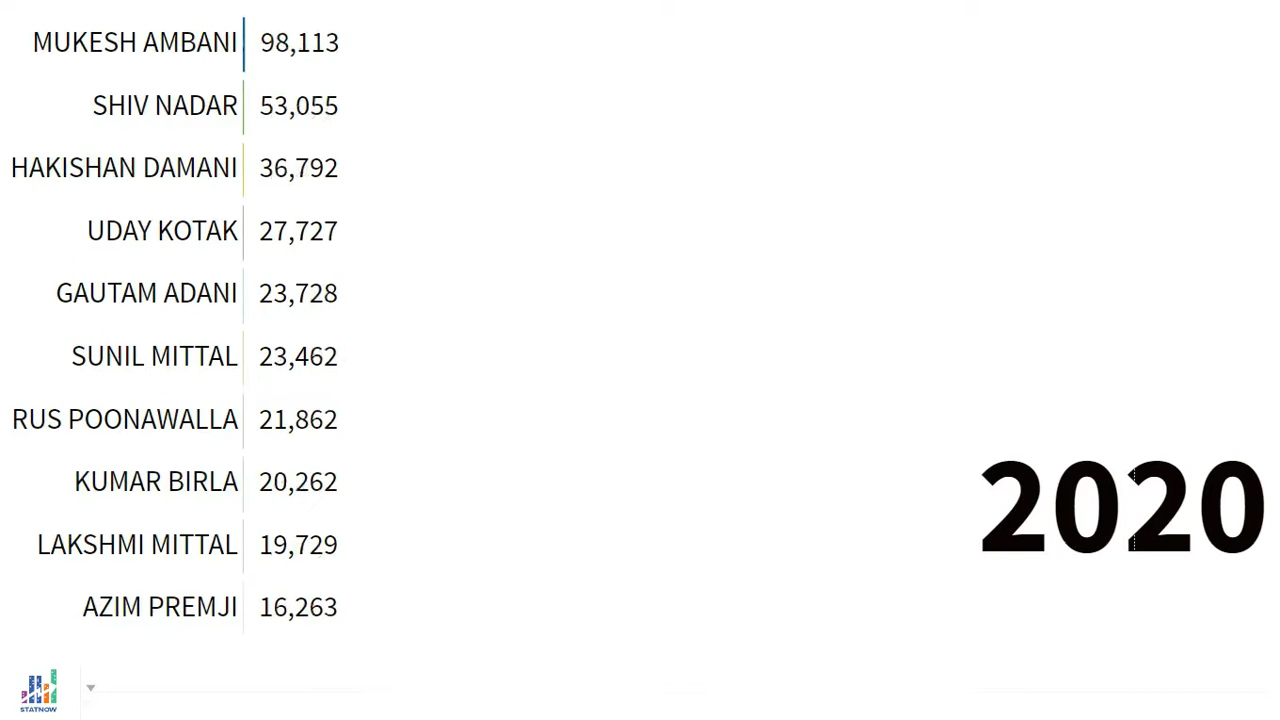 MUKESH AMBANI 98,113
SHIV NADAR 53,055
HAKISHAN DAMANI 36,792
UDAY KOTAK 27,727
GAUTAM ADANI 23,728
SUNIL MITTAL 23,462
RUS POONAWALLA 21,862
KUMAR BIRLA 20,262
2020
LAKSHMI MITTAL 19,729
AZIM PREMJI 16,263
STATNOW